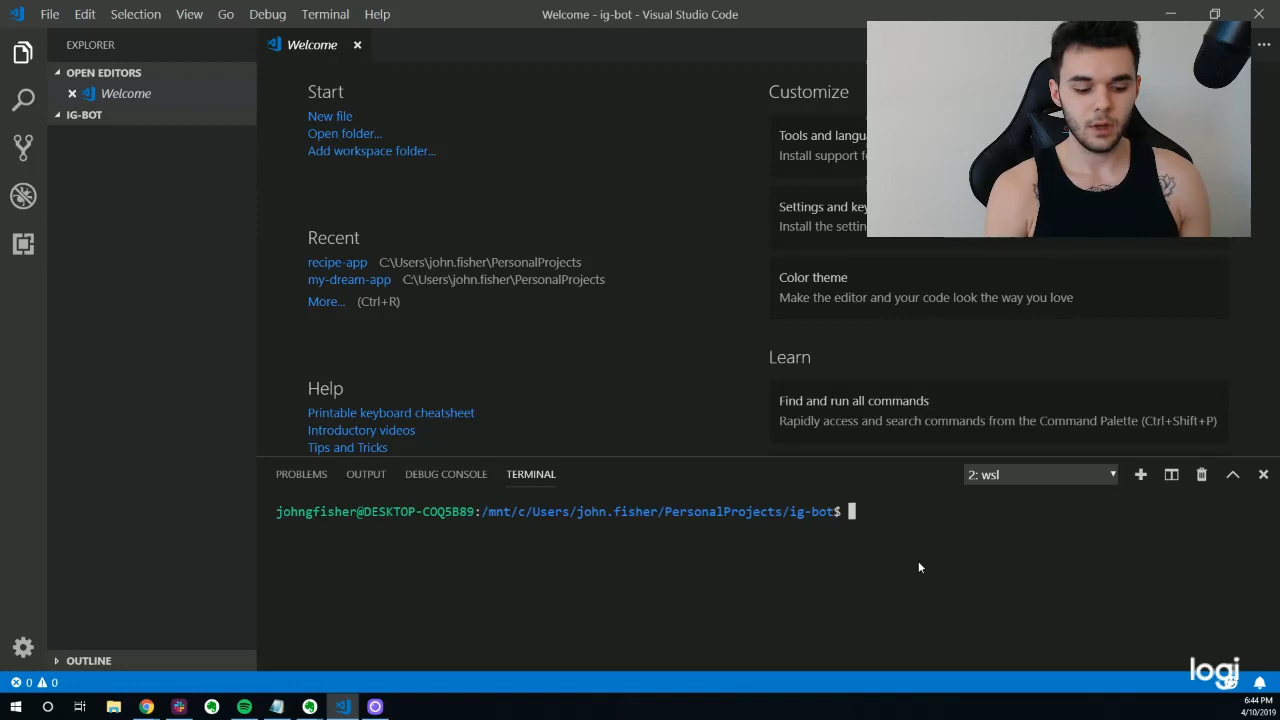 File Edit Selection View Go Debug Terminal Help
Welcome - ig-bot - Visual Studio Code
EXPLORER
Welcome
OPEN EDITORS
Welcome
IG-BOT
Start
New file
Open folder...
Add workspace folder...
Recent
recipe-app C:\Users\john.fisher\PersonalProjects
my-dream-app C:\Users\john.fisher\PersonalProjects
More... (Ctrl+R)
Help
Printable keyboard cheatsheet
Introductory videos
Tips and Tricks
Customize
Tools and langua
Install support f
Settings and key
Install the settin
Color theme
Make the editor and your code look the way you love
Learn
Find and run all commands
Rapidly access and search commands from the Command Palette (Ctrl+Shift+P)
PROBLEMS OUTPUT DEBUG CONSOLE TERMINAL
2: wsl
johngfisher@DESKTOP-COQ5B89:/mnt/c/Users/john.fisher/PersonalProjects/ig-bot$
OUTLINE
0 0
logi
6:44 PM
4/10/2019